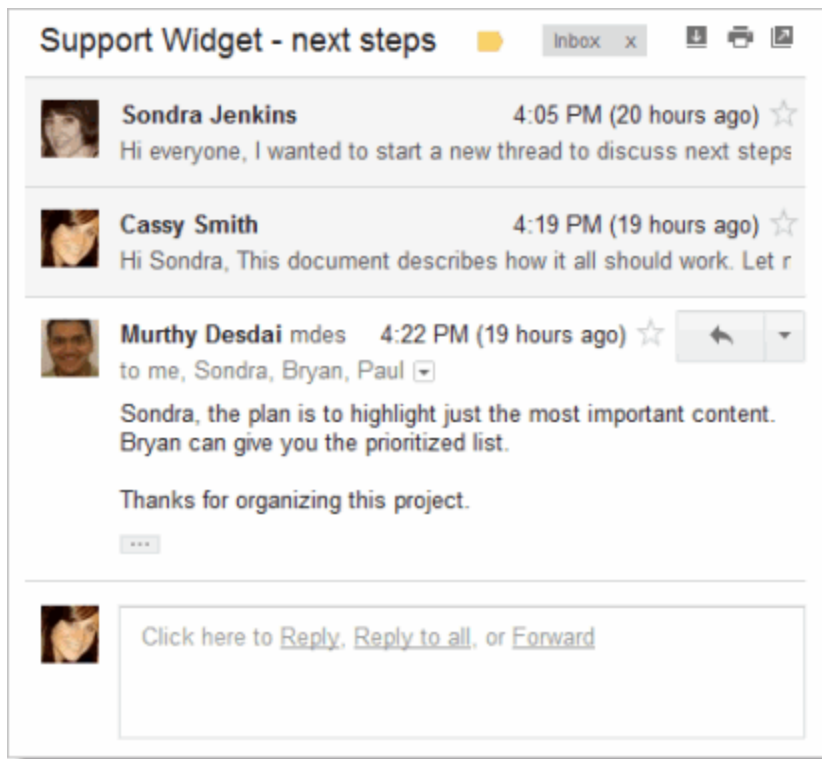 Support Widget - next steps Inbox x
Sondra Jenkins 4:05 PM (20 hours ago)
Hi everyone, I wanted to start a new thread to discuss next steps
Cassy Smith 4:19 PM (19 hours ago)
Hi Sondra, This document describes how it all should work. Let
Murthy Desdai mdes 4:22 PM (19 hours ago)
to me, Sondra, Bryan, Paul
Sondra, the plan is to highlight just the most important content.
Bryan can give you the prioritized list.
Thanks for organizing this project.
Click here to Reply, Reply to all, or Forward